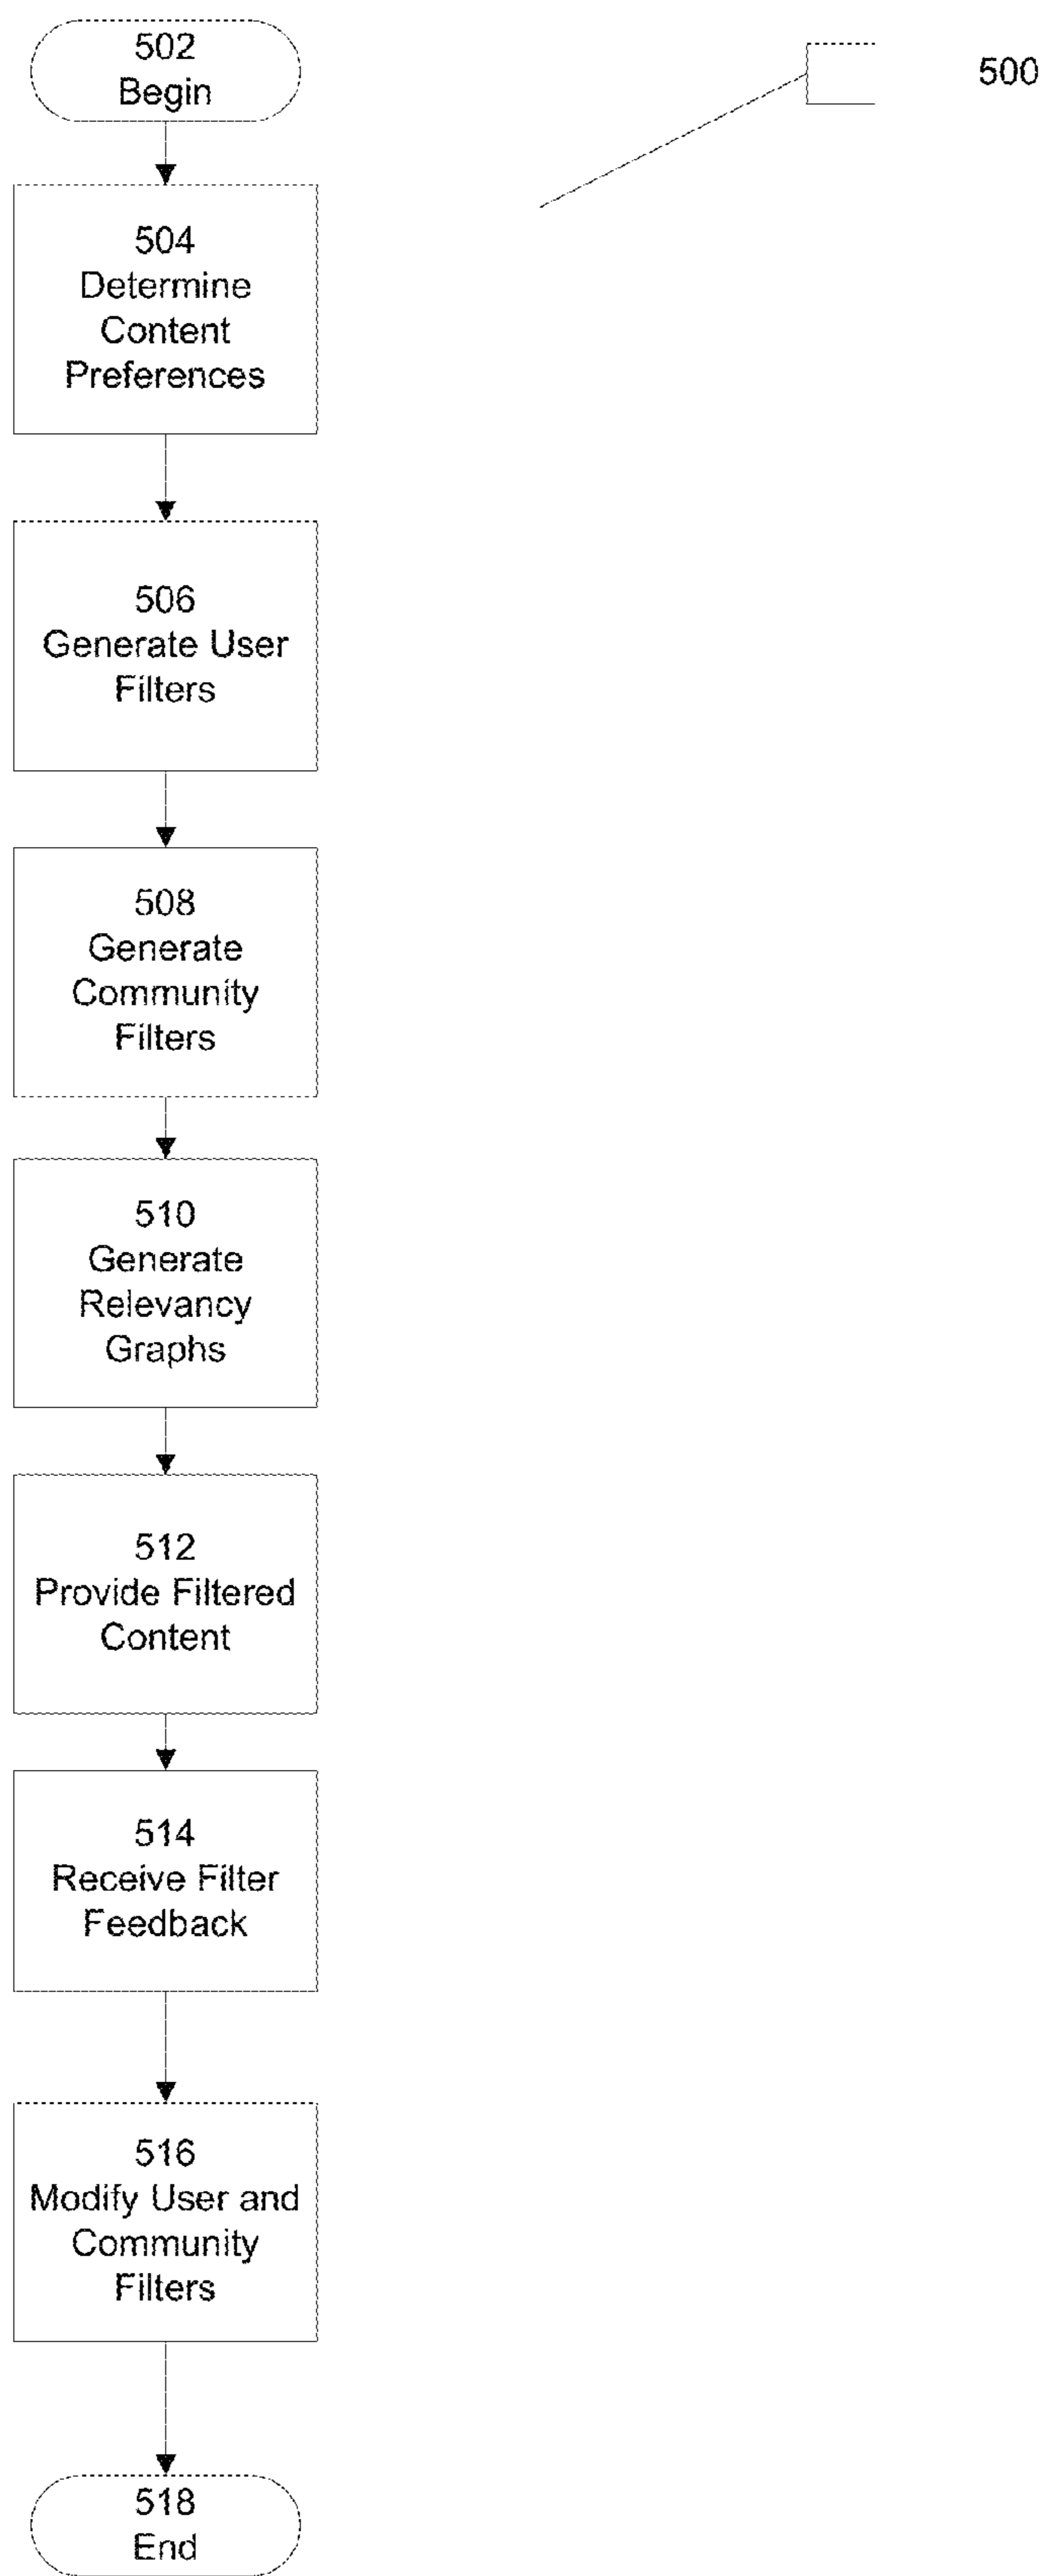 502
Begin
500
504
Determine
Content
Preferences
506
Generate User
Filters
508
Generate
Community
Filters
510
Generate
Relevancy
Graphs
512
Provide Filtered
Content
514
Receive Filter
Feedback
516
Modify User and
Community
Filters
518
End